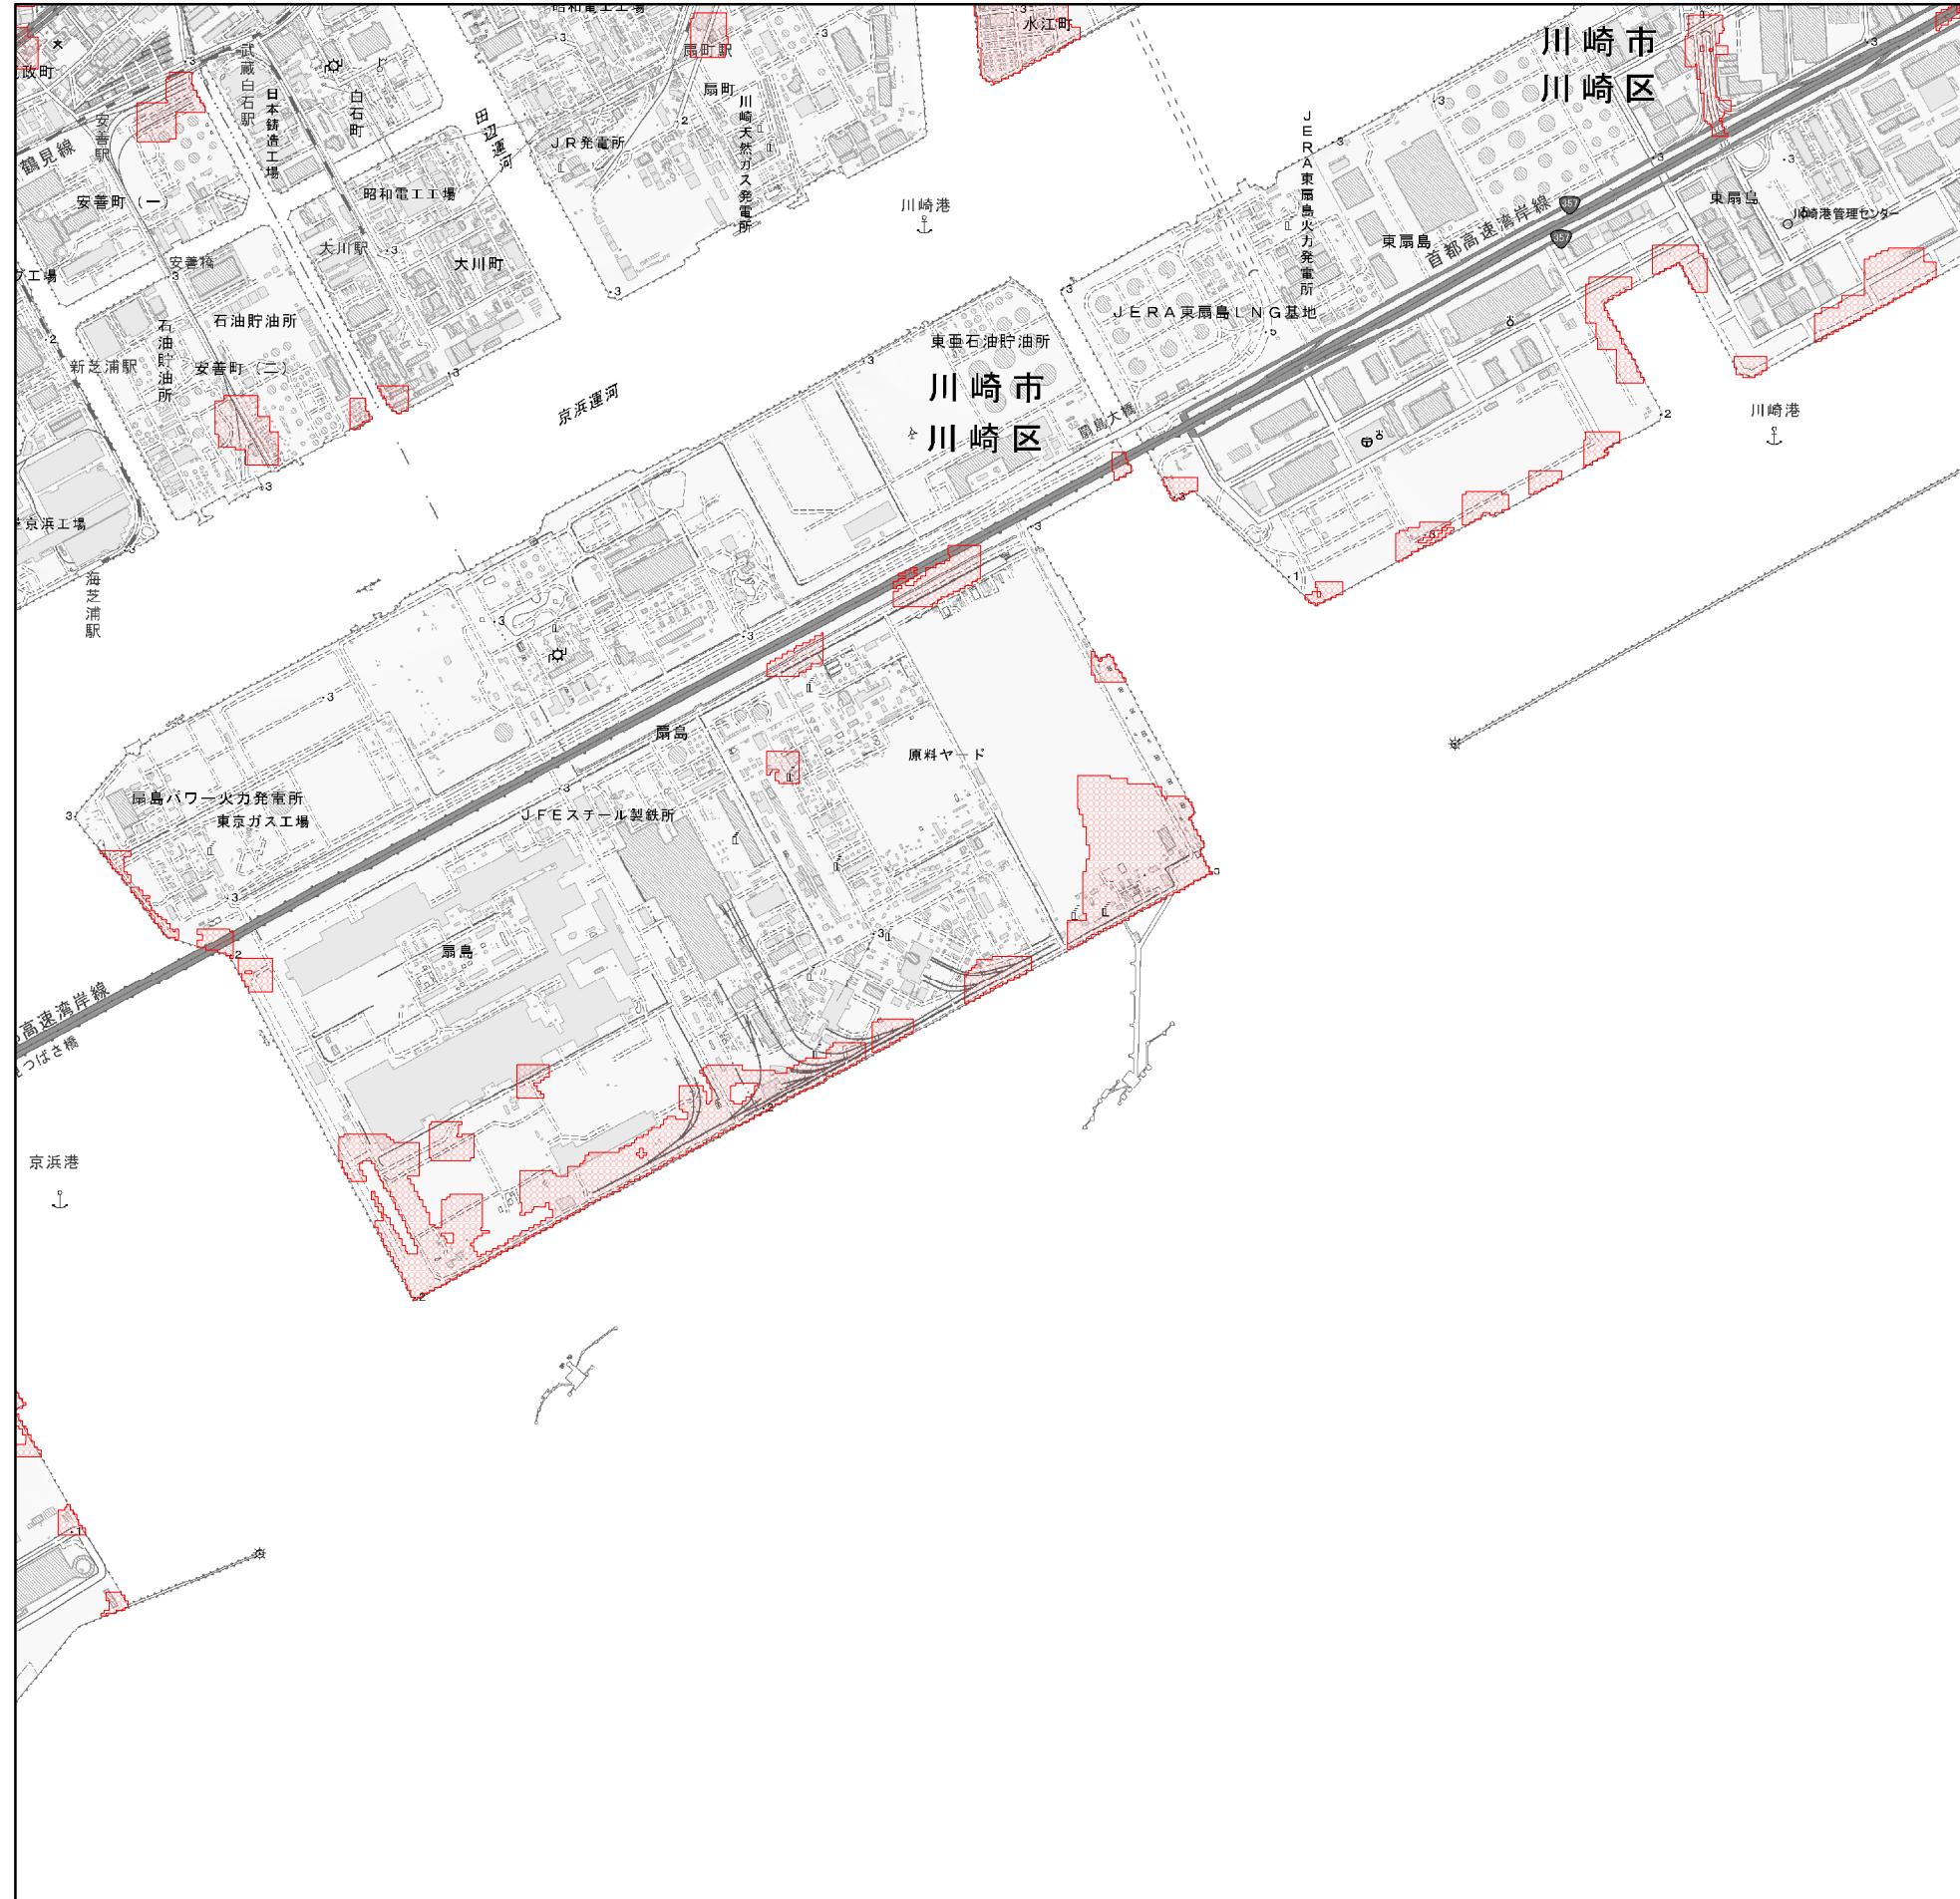 昭和電工工場
水江町
川崎市
川崎区
扇町駅
政町
武蔵白石駅
日本鋳造工場
白石町
田辺運河
扇町
川崎天然ガス発電所
JR発電所
安善駅
鶴見線
安善町(一)
昭和電工工場
川崎港
JERA東扇島火力発電所
東扇島
川崎港管理センター
357
357
首都高速湾岸線
東扇島
大川駅
大川町
安善橋
工場
石油貯油所
石油貯油所
新芝浦駅
安善町(二)
JERA東扇島LNG基地
東亜石油貯油所
川崎市
川崎区
京浜運河
扇島大橋
川崎港
京浜工場
海芝浦駅
扇島
原料ヤード
扇島パワー火力発電所
東京ガス工場
JFEスチール製鉄所
扇島
高速湾岸線
つばさ橋
京浜港